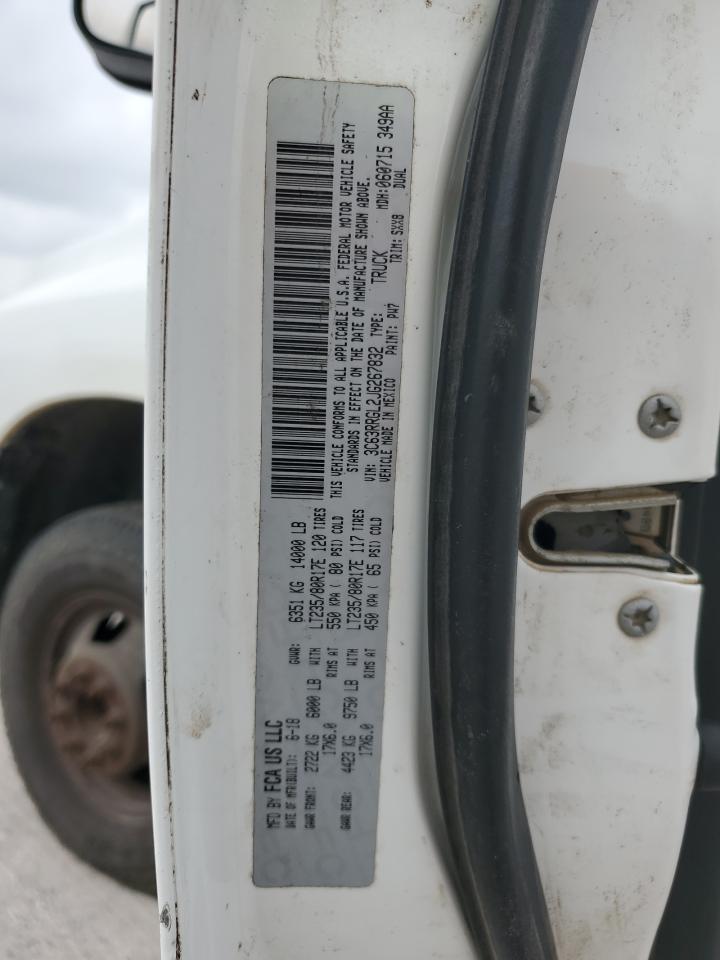 MFD BY FCA US LLC
DATE OF MFR(BUILT): 6-18 GVWR: 6351 KG 14000 LB
GAWR FRONT: 2722 KG 6000 LB WITH LT235/80R17E 120 TIRES
17X6.0 RIMS AT 550 KPA ( 80 PSI) COLD
GAWR REAR: 4423 KG 9750 LB WITH LT235/80R17E 117 TIRES
17X6.0 RIMS AT 450 KPA ( 65 PSI) COLD
THIS VEHICLE CONFORMS TO ALL APPLICABLE U.S.A. FEDERAL MOTOR VEHICLE SAFETY
STANDARDS IN EFFECT ON THE DATE OF MANUFACTURE SHOWN ABOVE.
VIN: 3C63RRGL2JG267832 TYPE: TRUCK MDH:060715 349AA
VEHICLE MADE IN MEXICO PAINT: PW7 TRIM: SXXB DUAL